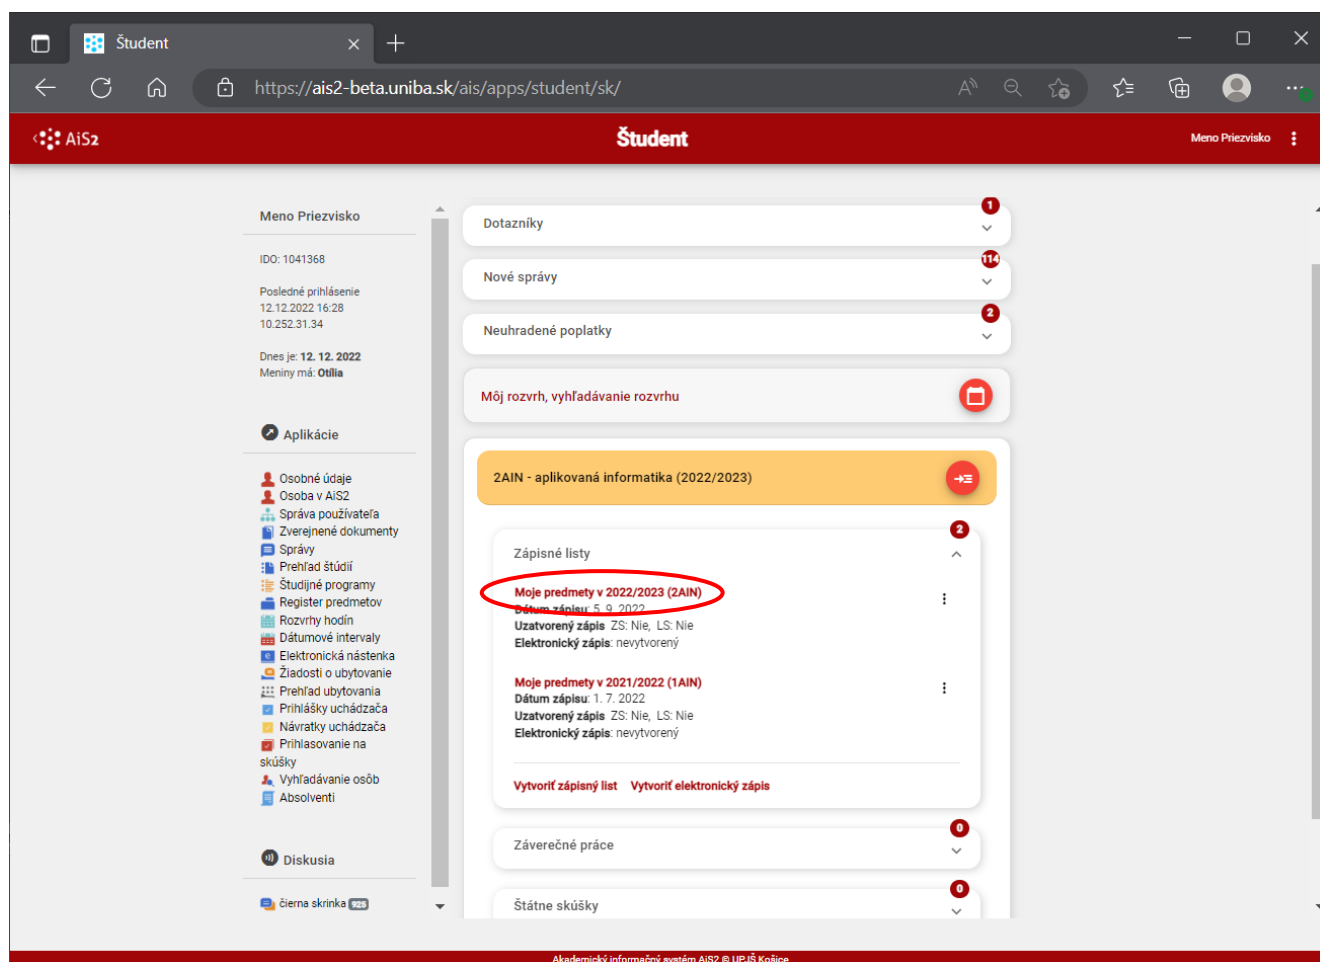 Študent
https://ais2-beta.uniba.sk/ais/apps/student/sk/
AiS2
Študent
Meno Priezvisko
Meno Priezvisko
IDO: 1041368
Posledné prihlásenie
12.12.2022 16:28
10.252.31.34
Dnes je: 12. 12. 2022
Meniny má: Otília
Aplikácie
Osobné údaje
Osoba v AiS2
Správa používateľa
Zverejnené dokumenty
Správy
Prehľad štúdií
Študijné programy
Register predmetov
Rozvrhy hodín
Dátumové intervaly
Elektronická nástenka
Žiadosti o ubytovanie
Prehľad ubytovania
Prihlášky uchádzača
Návratky uchádzača
Prihlasovanie na
skúšky
Vyhľadávanie osôb
Absolventi
Diskusia
čierna skrinka 925
1
Dotazníky
114
Nové správy
2
Neuhradené poplatky
Môj rozvrh, vyhľadávanie rozvrhu
2AIN - aplikovaná informatika (2022/2023)
2
Zápisné listy
Moje predmety v 2022/2023 (2AIN)
Dátum zápisu: 5. 9. 2022
Uzatvorený zápis ZS: Nie, LS: Nie
Elektronický zápis: nevytvorený
Moje predmety v 2021/2022 (1AIN)
Dátum zápisu: 1. 7. 2022
Uzatvorený zápis ZS: Nie, LS: Nie
Elektronický zápis: nevytvorený
Vytvoriť zápisný list Vytvoriť elektronický zápis
0
Záverečné práce
0
Štátne skúšky
Akademický informačný systém AiS2 © UPJŠ Košice